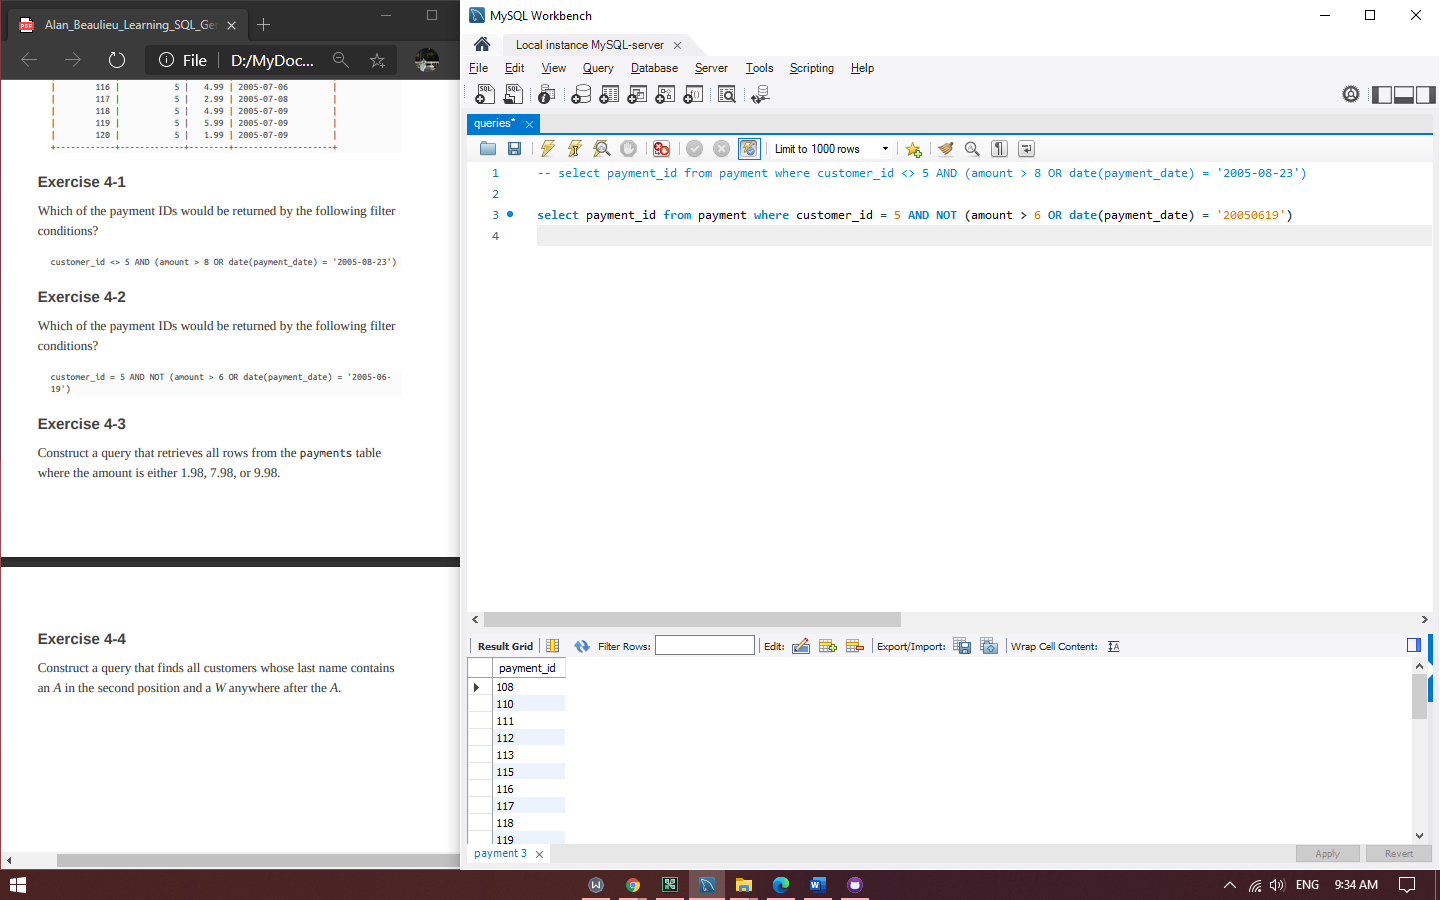 Alan_Beaulieu_Learning_SQL_Ge
File
D:/MyDoc...
| 116 | 5 | 4.99 | 2005-07-06 |
| 117 | 5 | 2.99 | 2005-07-08 |
| 118 | 5 | 4.99 | 2005-07-09 |
| 119 | 5 | 5.99 | 2005-07-09 |
| 120 | 5 | 1.99 | 2005-07-09 |
Exercise 4-1
Which of the payment IDs would be returned by the following filter
conditions?
customer_id <> 5 AND (amount > 8 OR date(payment_date) = '2005-08-23')
Exercise 4-2
Which of the payment IDs would be returned by the following filter
conditions?
customer_id = 5 AND NOT (amount > 6 OR date(payment_date) = '2005-06-
19')
Exercise 4-3
Construct a query that retrieves all rows from the payments table
where the amount is either 1.98, 7.98, or 9.98.
Exercise 4-4
Construct a query that finds all customers whose last name contains
an A in the second position and a W anywhere after the A.
MySQL Workbench
Local instance MySQL-server
File Edit View Query Database Server Tools Scripting Help
queries*
Limit to 1000 rows
1 -- select payment_id from payment where customer_id <> 5 AND (amount > 8 OR date(payment_date) = '2005-08-23')
2
3 select payment_id from payment where customer_id = 5 AND NOT (amount > 6 OR date(payment_date) = '20050619')
4
Result Grid Filter Rows: Edit: Export/Import: Wrap Cell Content:
payment_id
108
110
111
112
113
115
116
117
118
119
payment 3
Apply Revert
ENG 9:34 AM